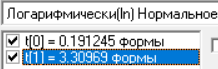 Логарифмически(ln) Нормальное
t[0] = 0.191245 формы
t[1] = 3.30969 формы